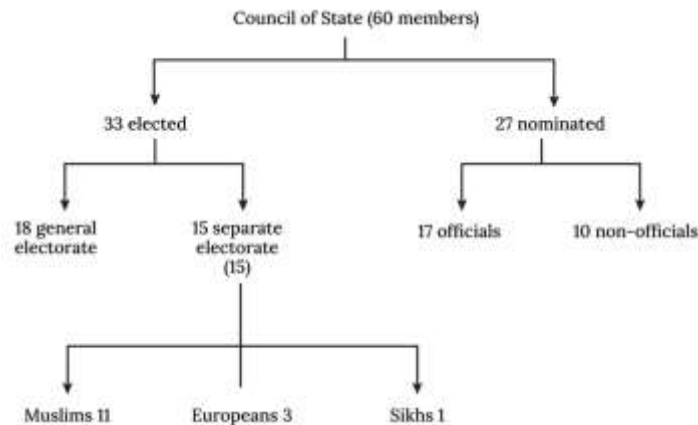 Council of State (60 members)
33 elected
27 nominated
18 general
electorate
15 separate
electorate
(15)
17 officials
10 non-officials
Muslims 11
Europeans 3
Sikhs 1